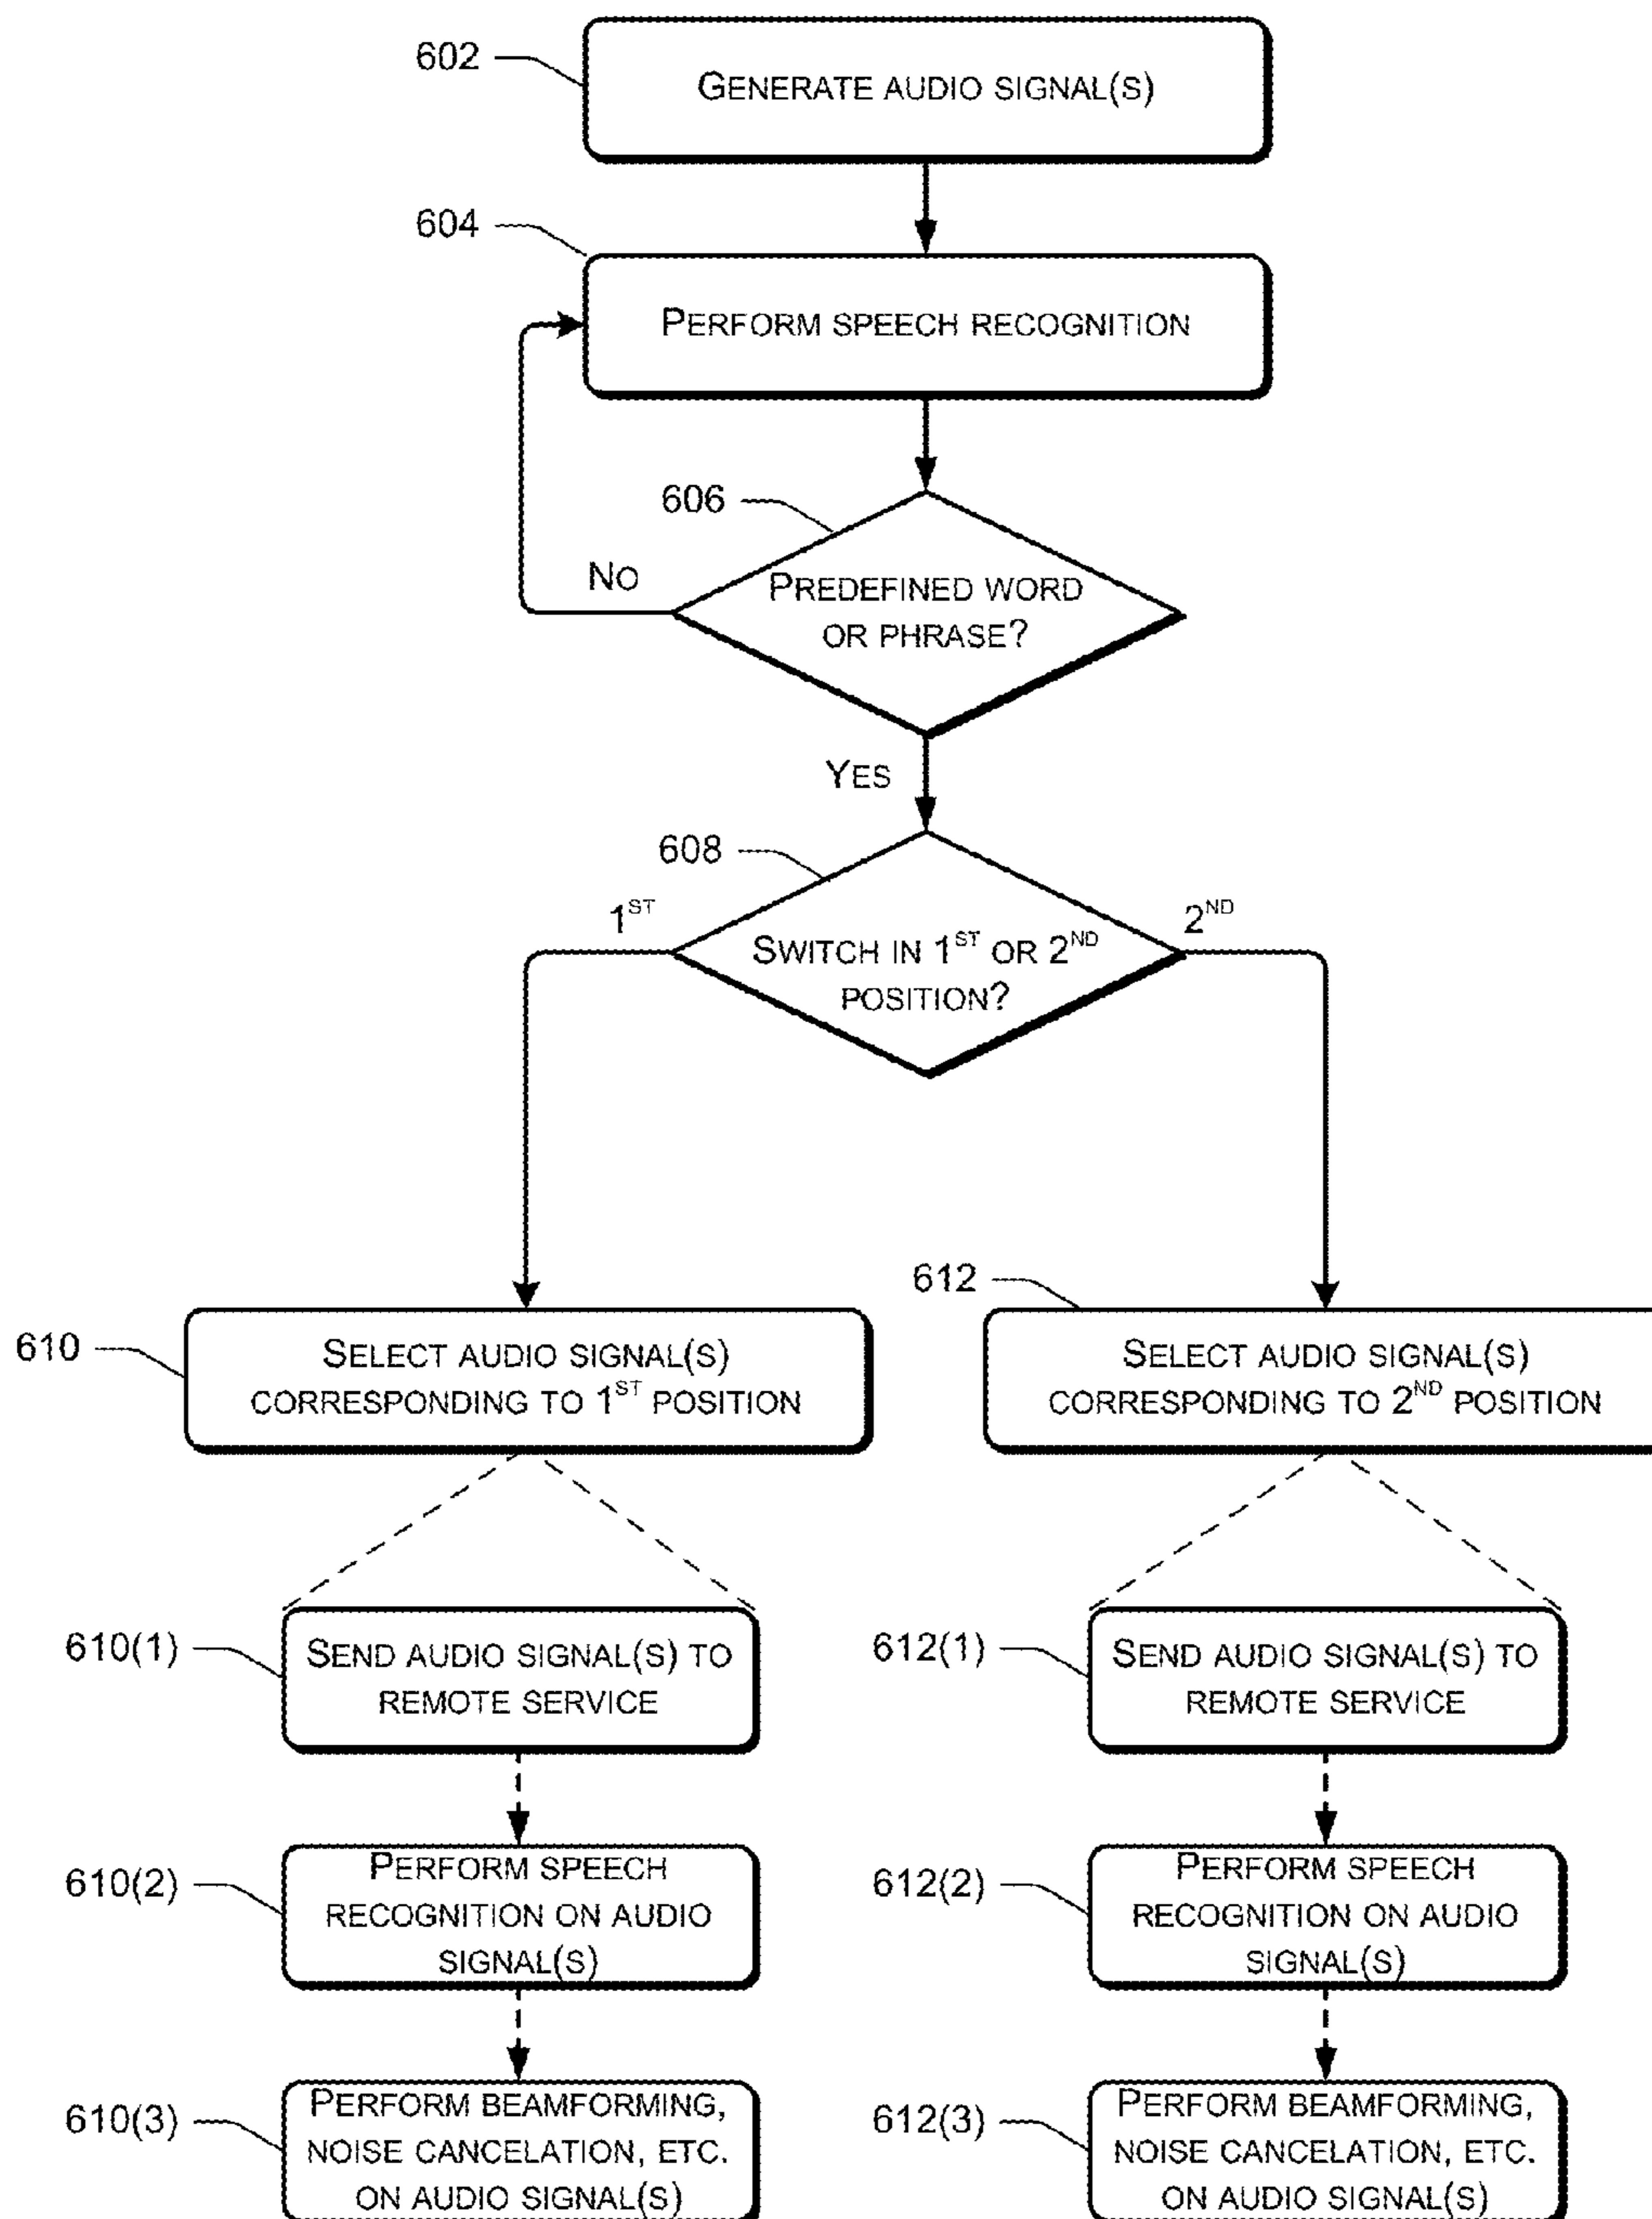 602
GENERATE AUDIO SIGNAL(S)
604
PERFORM SPEECH RECOGNITION
606
NO
PREDEFINED WORD
OR PHRASE?
YES
608
1ST
2ND
SWITCH IN 1ST OR 2ND
POSITION?
610
SELECT AUDIO SIGNAL(S)
CORRESPONDING TO 1ST POSITION
612
SELECT AUDIO SIGNAL(S)
CORRESPONDING TO 2ND POSITION
610(1)
SEND AUDIO SIGNAL(S) TO
REMOTE SERVICE
612(1)
SEND AUDIO SIGNAL(S) TO
REMOTE SERVICE
610(2)
PERFORM SPEECH
RECOGNITION ON AUDIO
SIGNAL(S)
612(2)
PERFORM SPEECH
RECOGNITION ON AUDIO
SIGNAL(S)
610(3)
PERFORM BEAMFORMING,
NOISE CANCELATION, ETC.
ON AUDIO SIGNAL(S)
612(3)
PERFORM BEAMFORMING,
NOISE CANCELATION, ETC.
ON AUDIO SIGNAL(S)